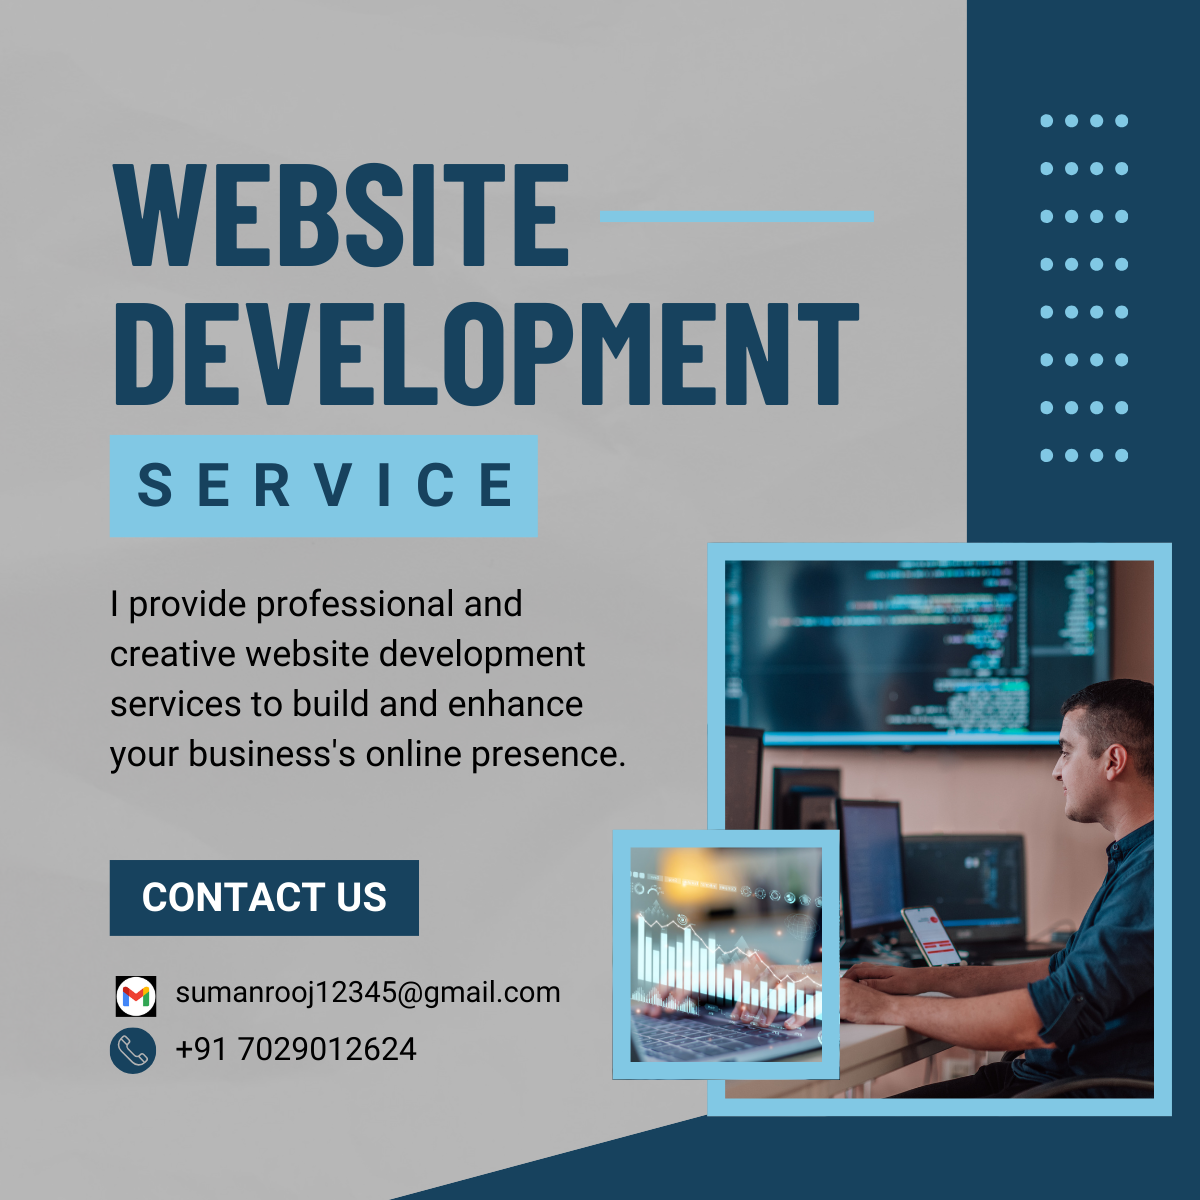 WEBSITE
DEVELOPMENT
SERVICE
I provide professional and
creative website development
services to build and enhance
your business's online presence.
CONTACT US
sumanrooj12345@gmail.com
+91 7029012624